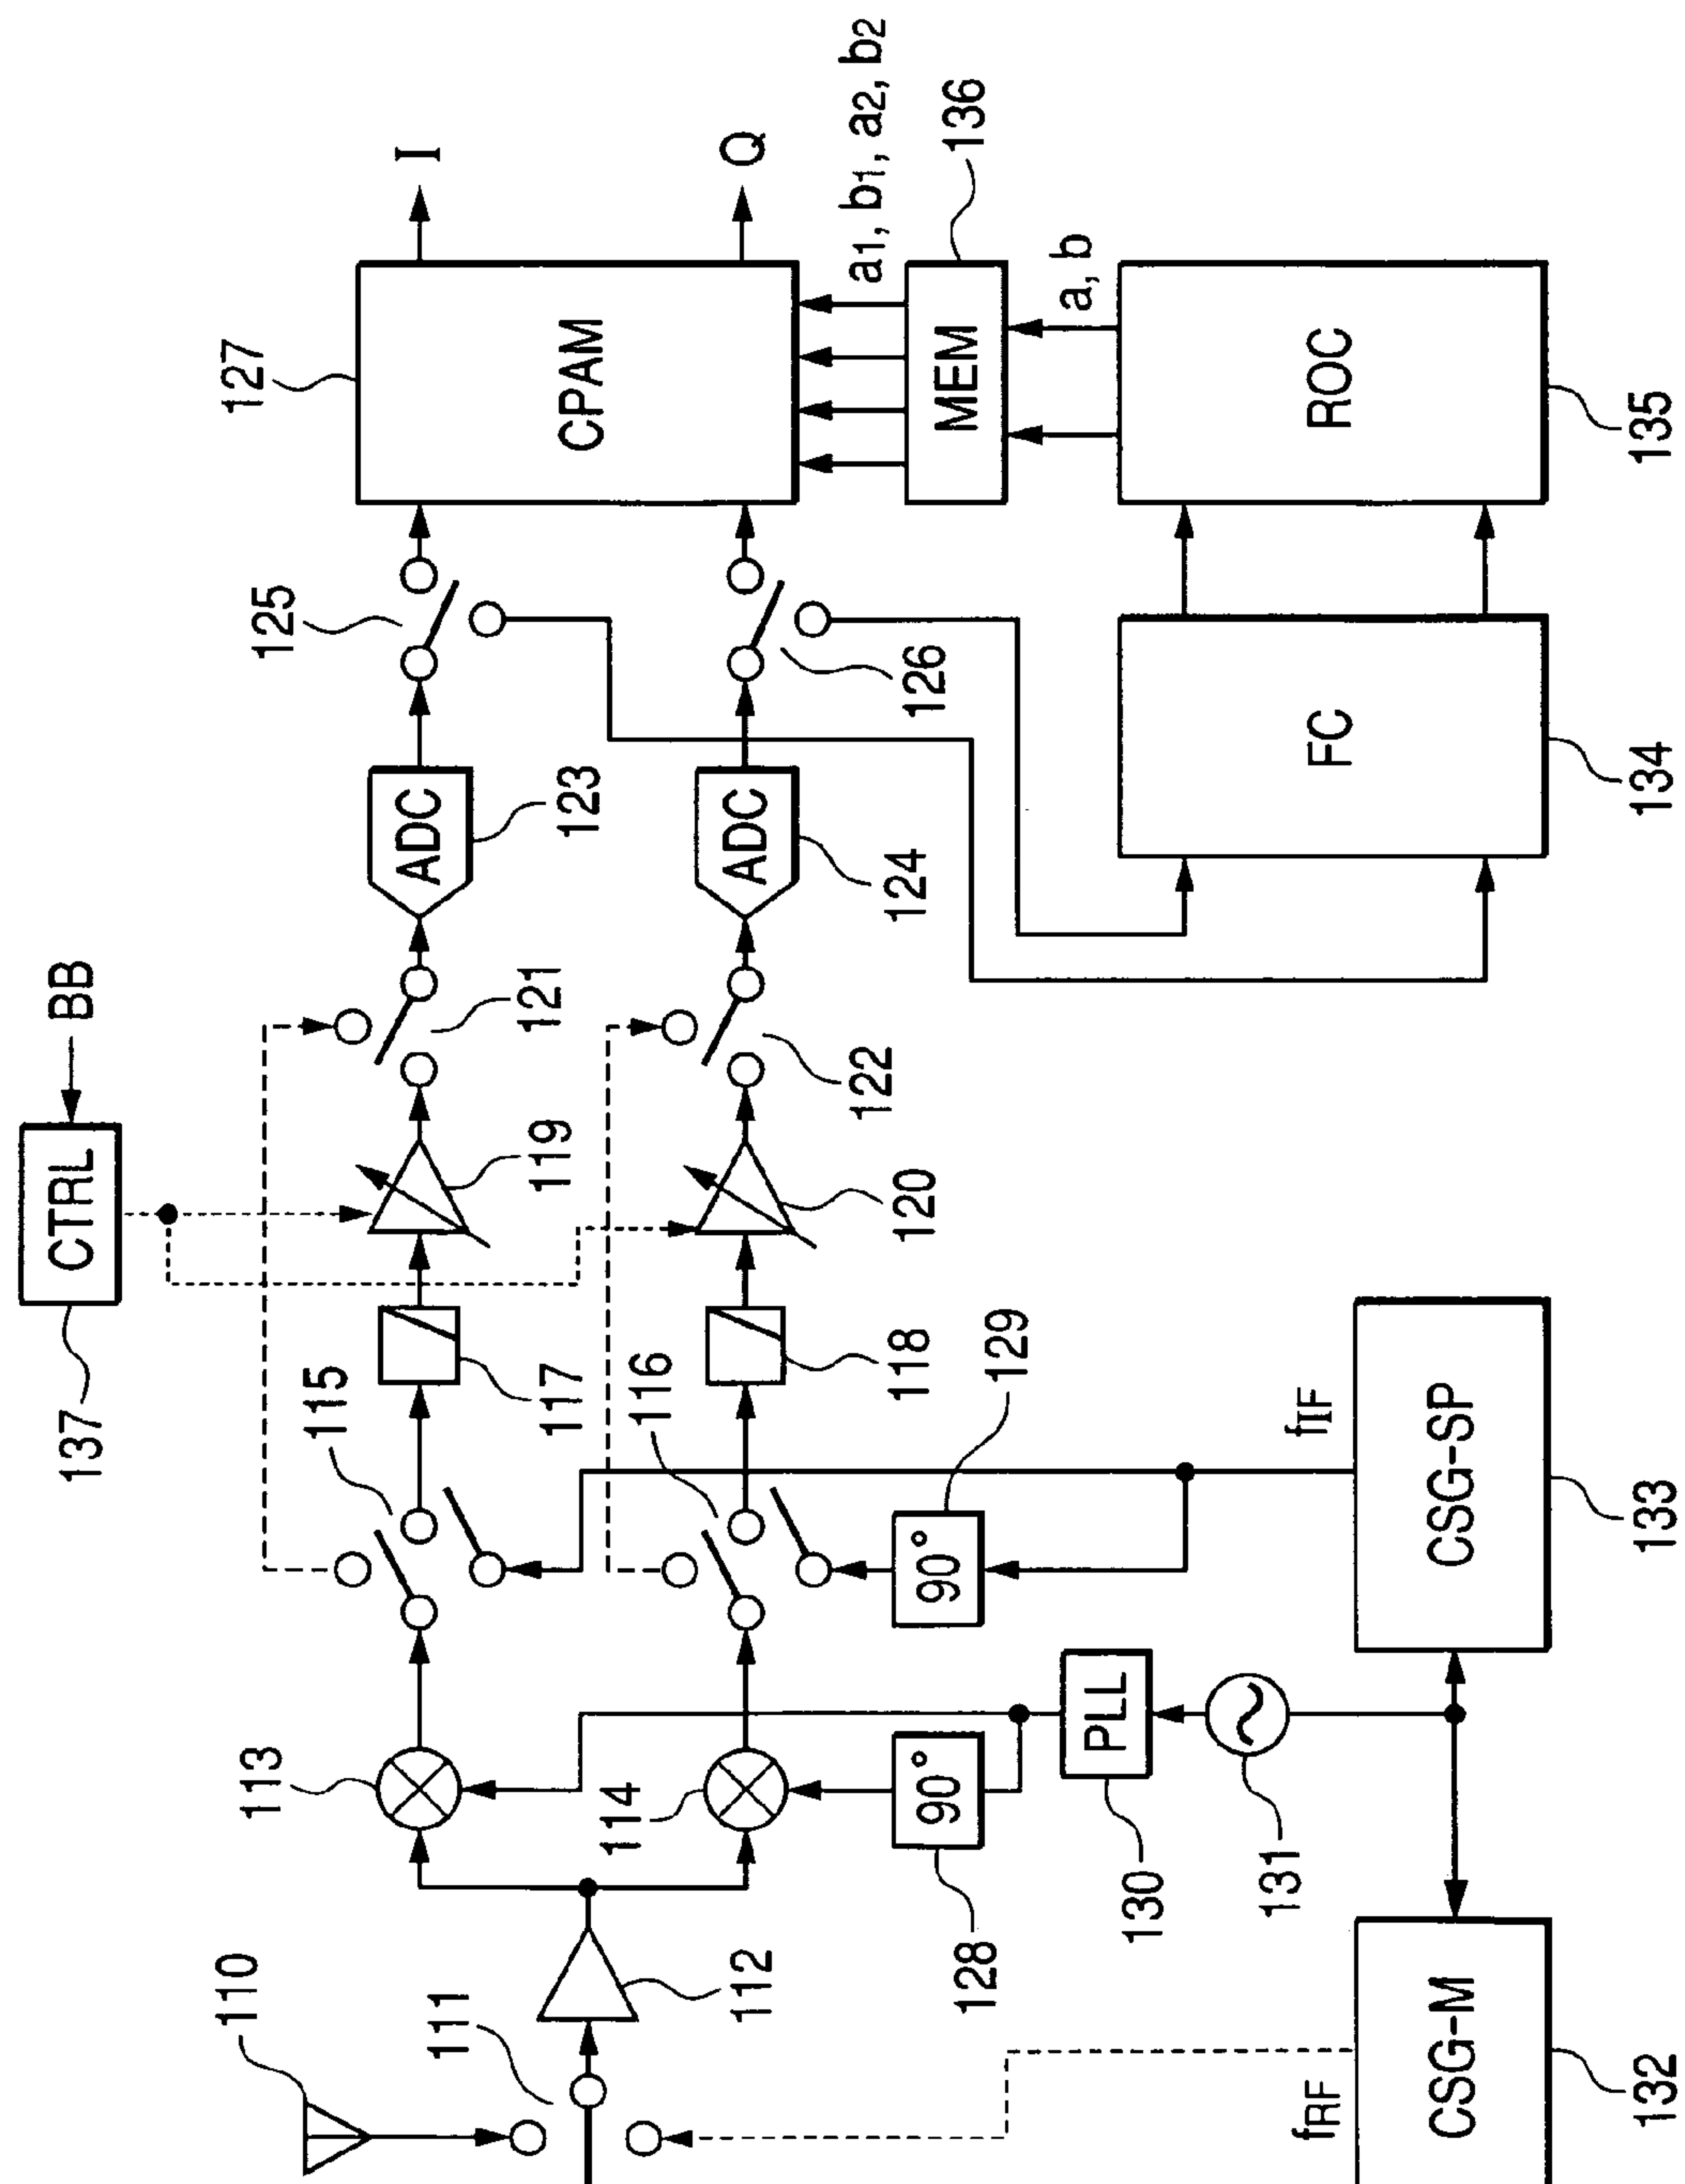 137
CTRL
BB
110
111
112
113
114
115
116
117
118
119
120
121
122
ADC
123
ADC
124
125
126
127
CPAM
I
Q
a1, b1, a2, b2
136
MEM
a, b
128
90°
129
90°
130
PLL
131
fRF
CSG-M
132
fIF
CSG-SP
133
FC
134
ROC
135